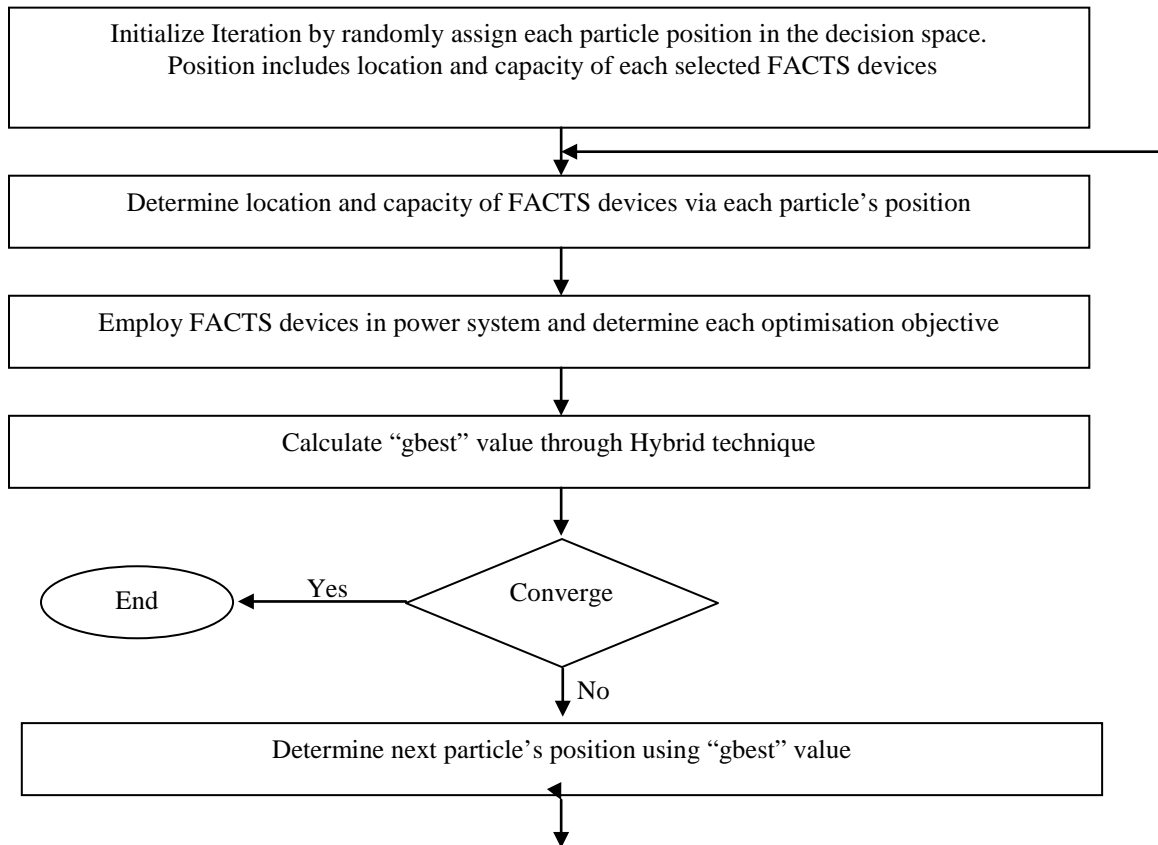 Initialize Iteration by randomly assign each particle position in the decision space.
Position includes location and capacity of each selected FACTS devices
Determine location and capacity of FACTS devices via each particle’s position
Employ FACTS devices in power system and determine each optimisation objective
Calculate “gbest” value through Hybrid technique
End
Yes
Converge
No
Determine next particle’s position using “gbest” value